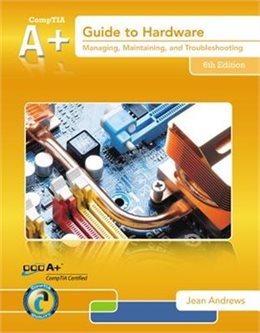 CompTIA
A+
Guide to Hardware
Managing, Maintaining, and Troubleshooting
6th Edition
A+
CompTIA Certified
Jean Andrews